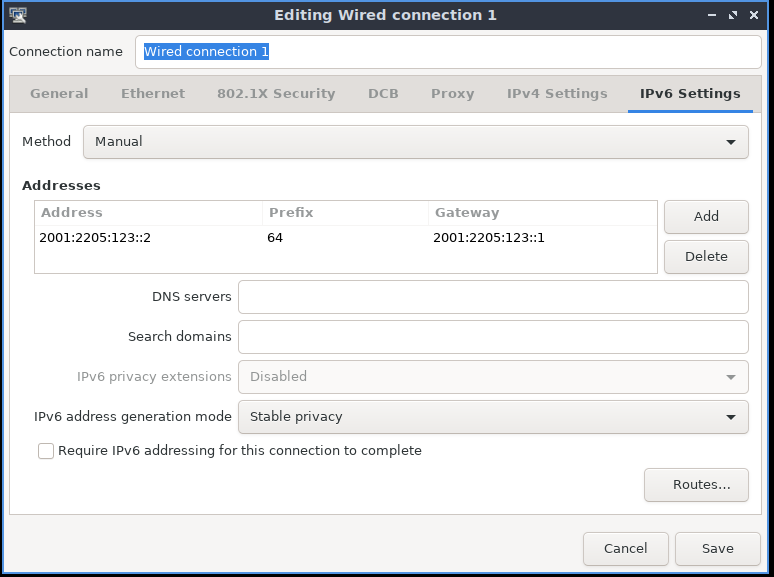 Editing Wired connection 1
Connection name Wired connection 1
General Ethernet 802.1X Security DCB Proxy IPv4 Settings IPv6 Settings
Method Manual
Addresses
Address Prefix Gateway
2001:2205:123::2 64 2001:2205:123::1
Add
Delete
DNS servers
Search domains
IPv6 privacy extensions Disabled
IPv6 address generation mode Stable privacy
Require IPv6 addressing for this connection to complete
Routes...
Cancel Save